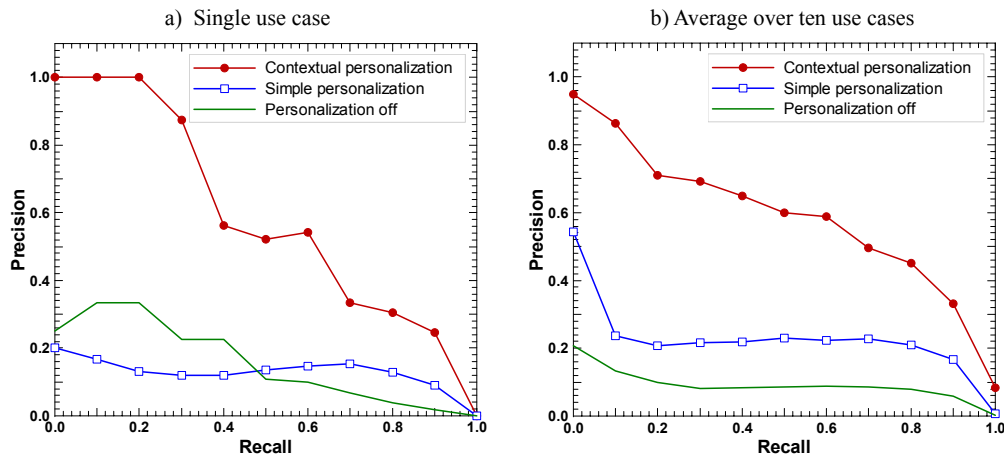 a) Single use case
Precision
1.0
0.8
0.6
0.4
0.2
0.0
Contextual personalization
Simple personalization
Personalization off
0.0 0.2 0.4 0.6 0.8 1.0
Recall
b) Average over ten use cases
Precision
1.0
0.8
0.6
0.4
0.2
0.0
Contextual personalization
Simple personalization
Personalization off
0.0 0.2 0.4 0.6 0.8 1.0
Recall